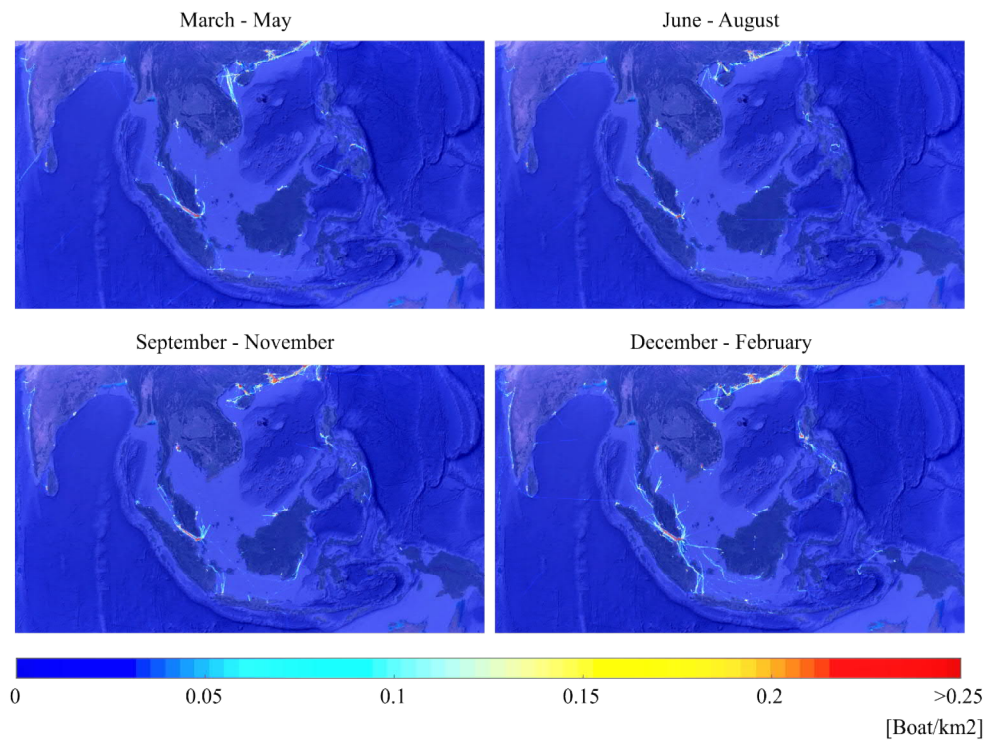 March - May
June - August
September - November
December - February
0
0.05
0.1
0.15
0.2
>0.25
[Boat/km2]